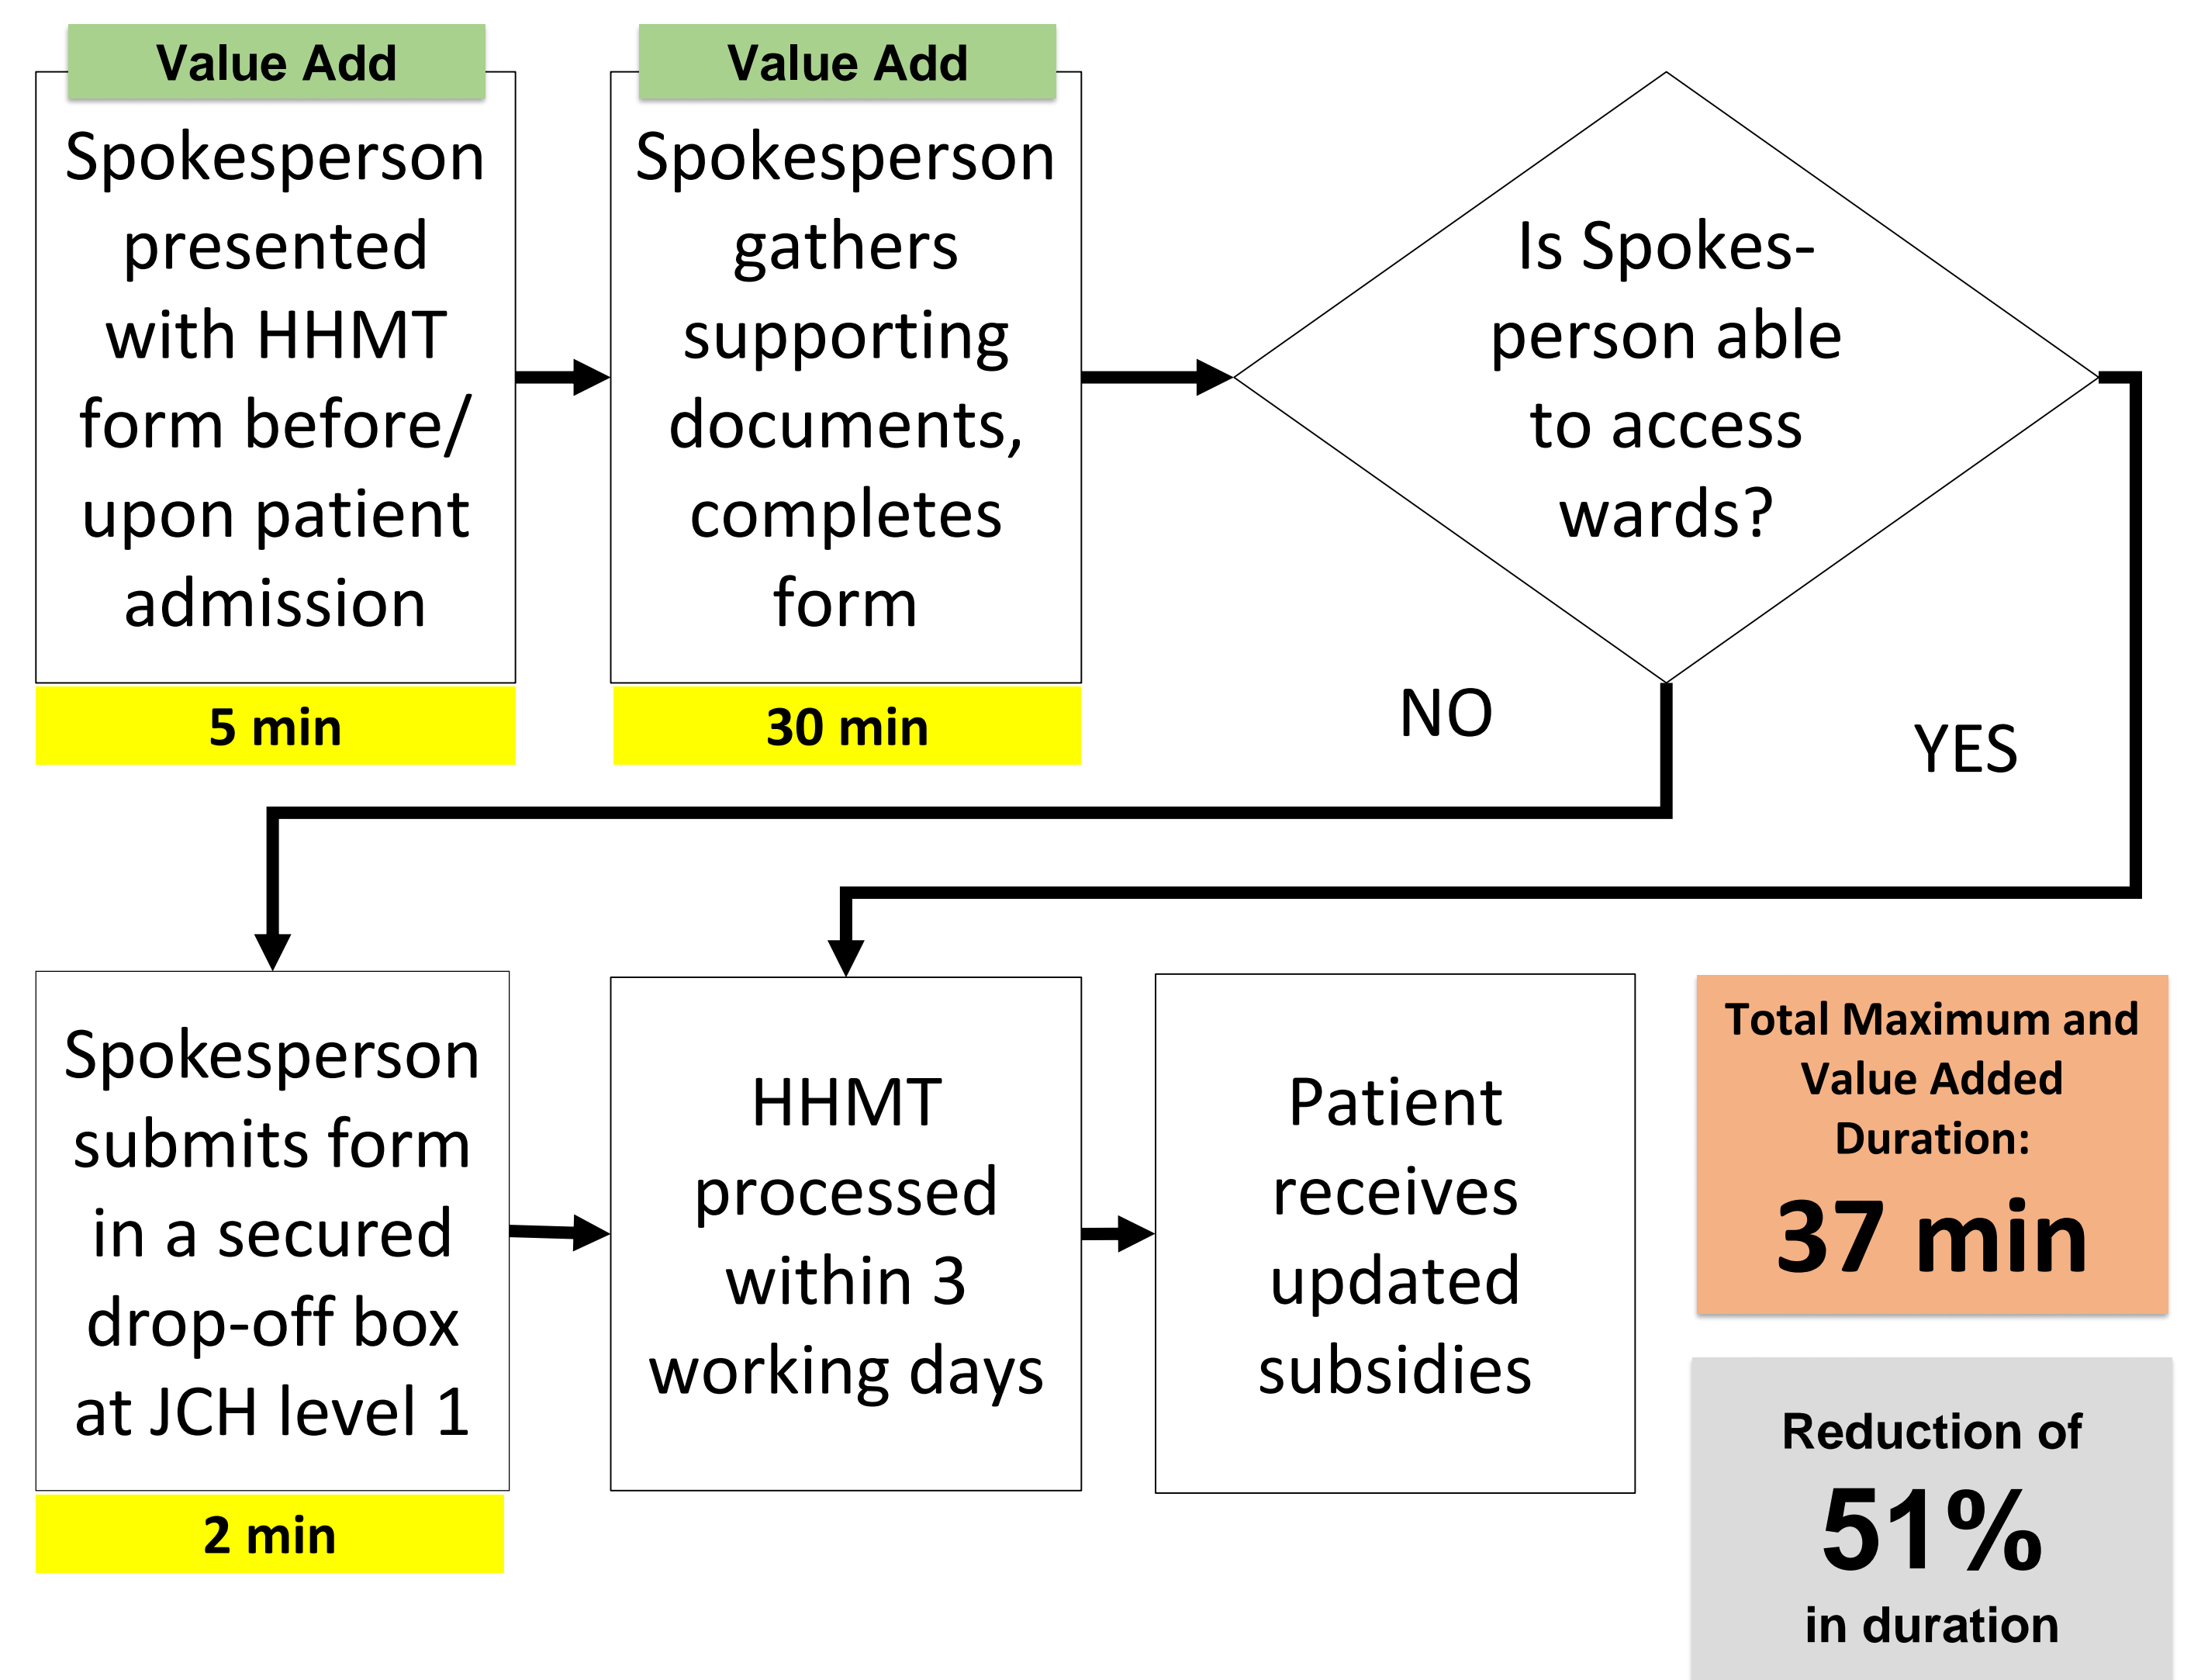 Value Add
Spokesperson
presented
with HHMT
form before/
upon patient
admission
5 min
Value Add
Spokesperson
gathers
supporting
documents,
completes
form
30 min
Is Spokes-
person able
to access
wards?
NO
YES
Spokesperson
submits form
in a secured
drop-off box
at JCH level 1
2 min
HHMT
processed
within 3
working days
Patient
receives
updated
subsidies
Total Maximum and
Value Added
Duration:
37 min
Reduction of
51%
in duration